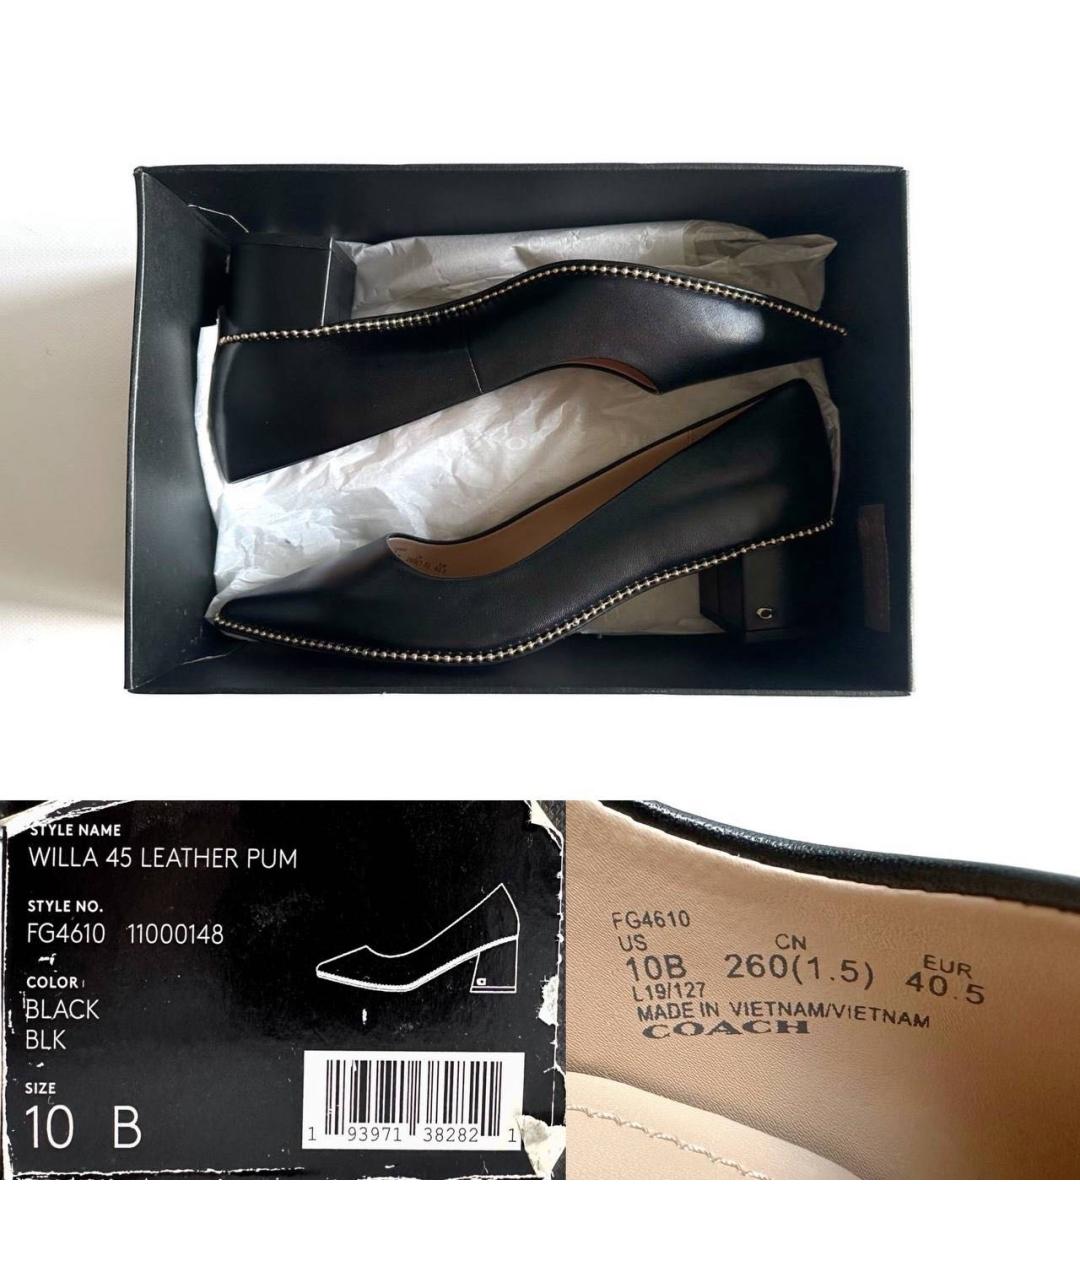 STYLE NAME
WILLA 45 LEATHER PUM
STYLE NO.
FG4610 11000148
COLOR
BLACK
BLK
SIZE
10 B
1 93971 38282 1
FG4610
US CN EUR
10B 260(1.5) 40.5
L19/127
MADE IN VIETNAM/VIETNAM
COACH